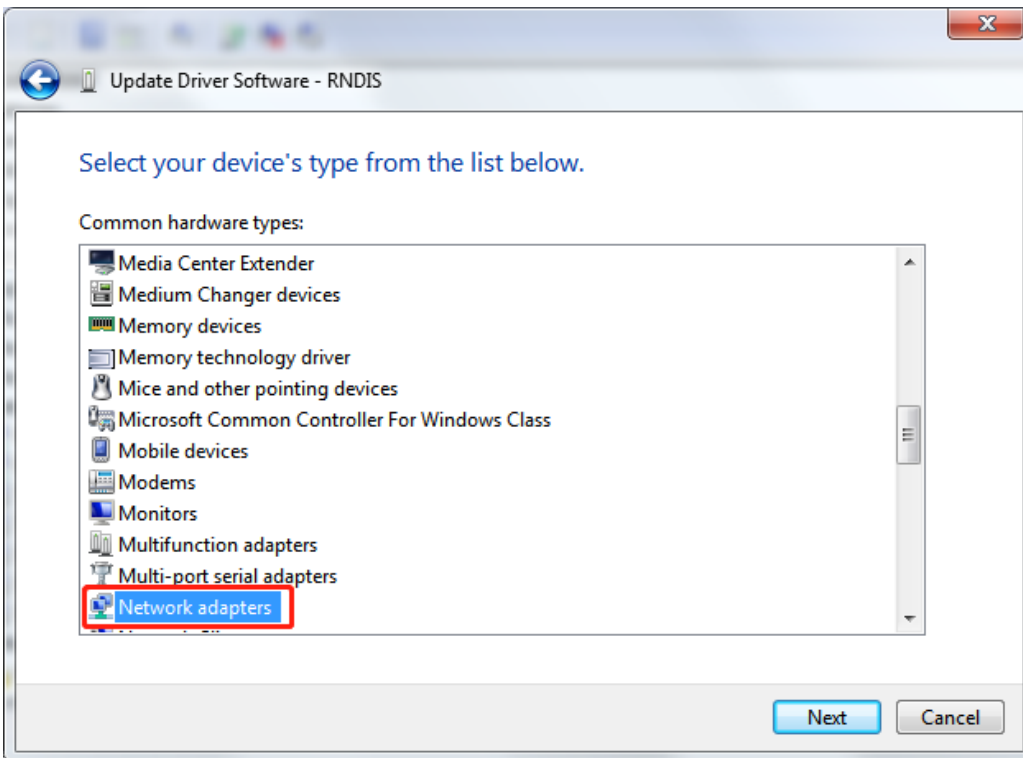 Update Driver Software - RNDIS
Select your device's type from the list below.
Common hardware types:
Media Center Extender
Medium Changer devices
Memory devices
Memory technology driver
Mice and other pointing devices
Microsoft Common Controller For Windows Class
Mobile devices
Modems
Monitors
Multifunction adapters
Multi-port serial adapters
Network adapters
Next
Cancel